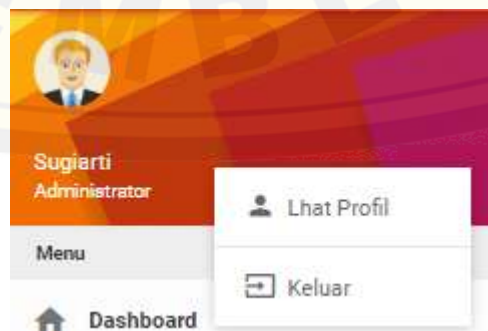 Sugiarti
Administrator
Lhat Profil
Menu
Keluar
Dashboard